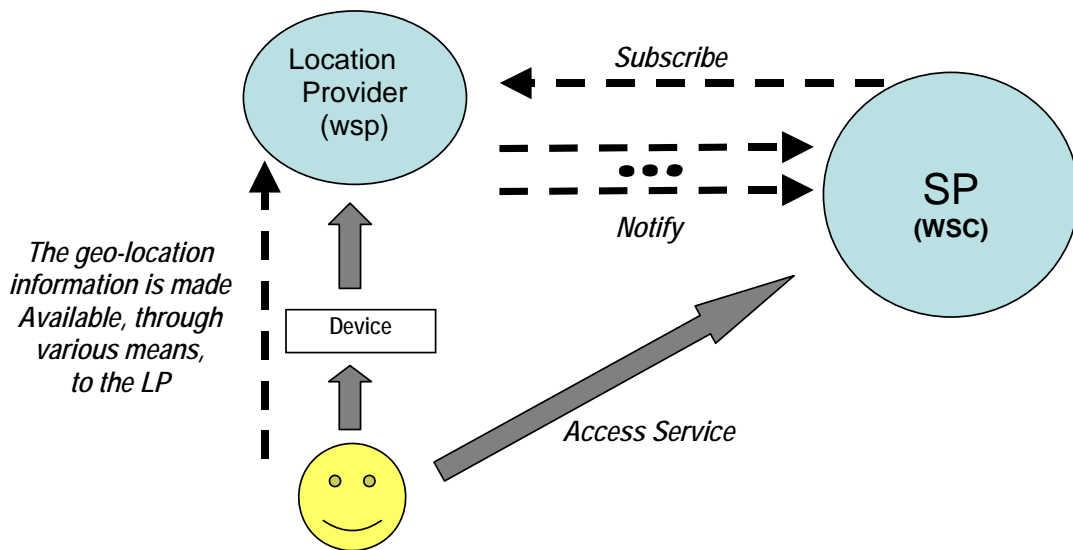 Location
Provider
(wsp)
Subscribe
SP
(WSC)
Notify
The geo-location
information is made
Available, through
various means,
to the LP
Device
Access Service